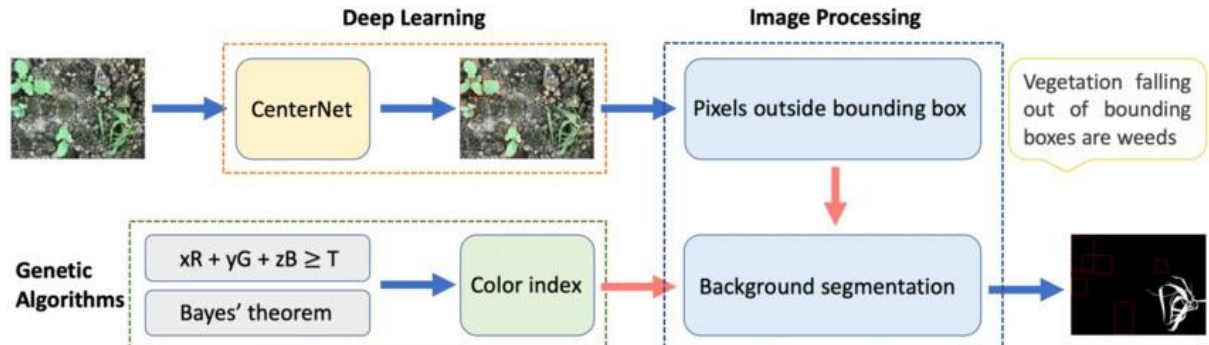 Deep Learning
Image Processing
CenterNet
Pixels outside bounding box
Vegetation falling
out of bounding
boxes are weeds
Genetic
Algorithms
xR + yG + zB ≥ T
Bayes’ theorem
Color index
Background segmentation